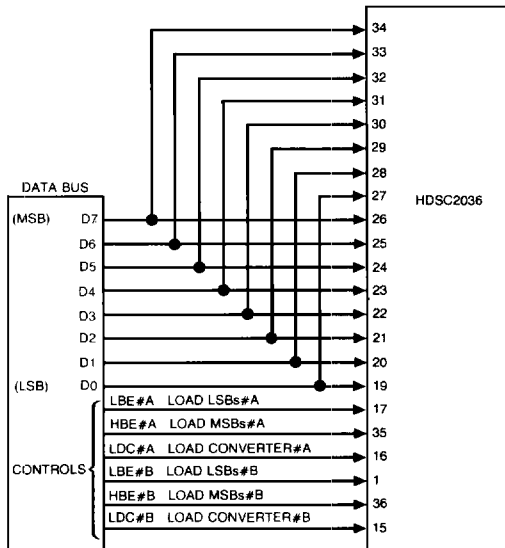 34
33
32
31
30
29
28
27
DATA BUS
HDSC2036
(MSB) D7 26
D6 25
D5 24
D4 23
D3 22
D2 21
D1 20
(LSB) D0 19
LBE#A LOAD LSBs#A 17
HBE#A LOAD MSBs#A 35
LDC#A LOAD CONVERTER#A 16
CONTROLS
LBE#B LOAD LSBs#B 1
HBE#B LOAD MSBs#B 36
LDC#B LOAD CONVERTER#B 15